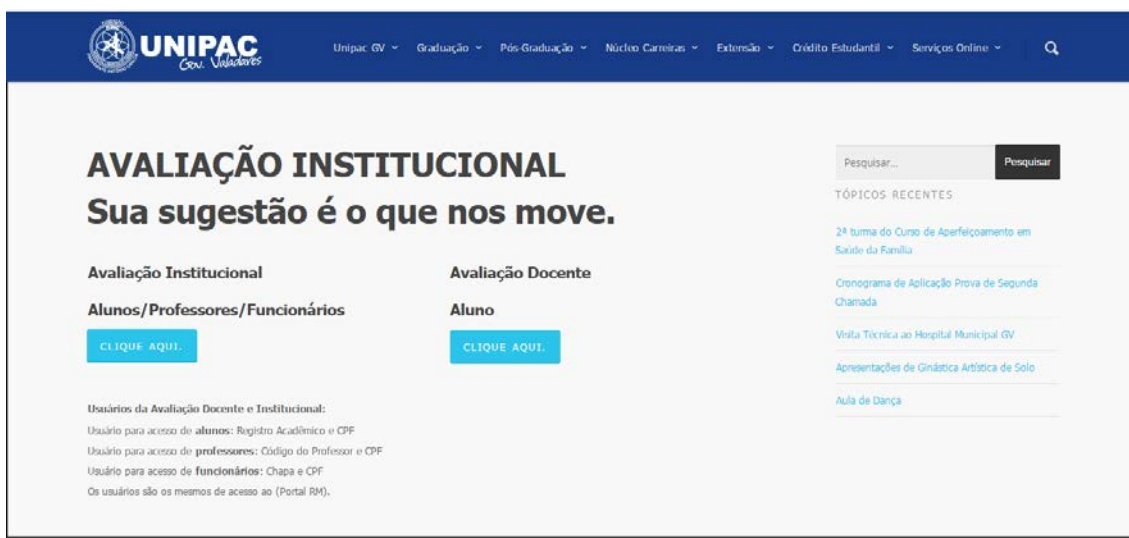 UNIPAC
Gov. Valadares
Unipac GV Graduação Pós-Graduação Núcleo Carreiras Extensão Crédito Estudantil Serviços Online
AVALIAÇÃO INSTITUCIONAL
Sua sugestão é o que nos move.
Avaliação Institucional
Alunos/Professores/Funcionários
CLIQUE AQUI.
Avaliação Docente
Aluno
CLIQUE AQUI.
Usuários da Avaliação Docente e Institucional:
Usuário para acesso de alunos: Registro Acadêmico e CPF
Usuário para acesso de professores: Código do Professor e CPF
Usuário para acesso de funcionários: Chapa e CPF
Os usuários são os mesmos de acesso ao (Portal RM).
Pesquisar... Pesquisar
TÓPICOS RECENTES
2ª turma do Curso de Aperfeiçoamento em
Saúde da Família
Cronograma de Aplicação Prova de Segunda
Chamada
Visita Técnica ao Hospital Municipal GV
Apresentações de Ginástica Artística de Solo
Aula de Dança